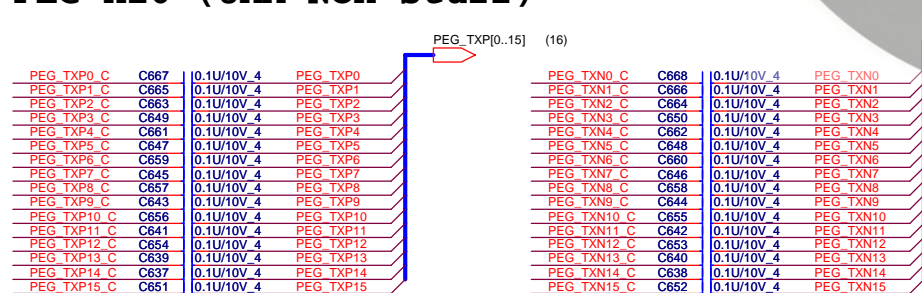 PEG_TXP[0..15] (16)
PEG_TXP0_C C667 0.1U/10V_4 PEG_TXP0 PEG_TXN0_C C668 0.1U/10V_4 PEG_TXN0
PEG_TXP1_C C665 0.1U/10V_4 PEG_TXP1 PEG_TXN1_C C666 0.1U/10V_4 PEG_TXN1
PEG_TXP2_C C663 0.1U/10V_4 PEG_TXP2 PEG_TXN2_C C664 0.1U/10V_4 PEG_TXN2
PEG_TXP3_C C649 0.1U/10V_4 PEG_TXP3 PEG_TXN3_C C650 0.1U/10V_4 PEG_TXN3
PEG_TXP4_C C661 0.1U/10V_4 PEG_TXP4 PEG_TXN4_C C662 0.1U/10V_4 PEG_TXN4
PEG_TXP5_C C647 0.1U/10V_4 PEG_TXP5 PEG_TXN5_C C648 0.1U/10V_4 PEG_TXN5
PEG_TXP6_C C659 0.1U/10V_4 PEG_TXP6 PEG_TXN6_C C660 0.1U/10V_4 PEG_TXN6
PEG_TXP7_C C645 0.1U/10V_4 PEG_TXP7 PEG_TXN7_C C646 0.1U/10V_4 PEG_TXN7
PEG_TXP8_C C657 0.1U/10V_4 PEG_TXP8 PEG_TXN8_C C658 0.1U/10V_4 PEG_TXN8
PEG_TXP9_C C643 0.1U/10V_4 PEG_TXP9 PEG_TXN9_C C644 0.1U/10V_4 PEG_TXN9
PEG_TXP10_C C656 0.1U/10V_4 PEG_TXP10 PEG_TXN10_C C655 0.1U/10V_4 PEG_TXN10
PEG_TXP11_C C641 0.1U/10V_4 PEG_TXP11 PEG_TXN11_C C642 0.1U/10V_4 PEG_TXN11
PEG_TXP12_C C654 0.1U/10V_4 PEG_TXP12 PEG_TXN12_C C653 0.1U/10V_4 PEG_TXN12
PEG_TXP13_C C639 0.1U/10V_4 PEG_TXP13 PEG_TXN13_C C640 0.1U/10V_4 PEG_TXN13
PEG_TXP14_C C637 0.1U/10V_4 PEG_TXP14 PEG_TXN14_C C638 0.1U/10V_4 PEG_TXN14
PEG_TXP15_C C651 0.1U/10V_4 PEG_TXP15 PEG_TXN15_C C652 0.1U/10V_4 PEG_TXN15